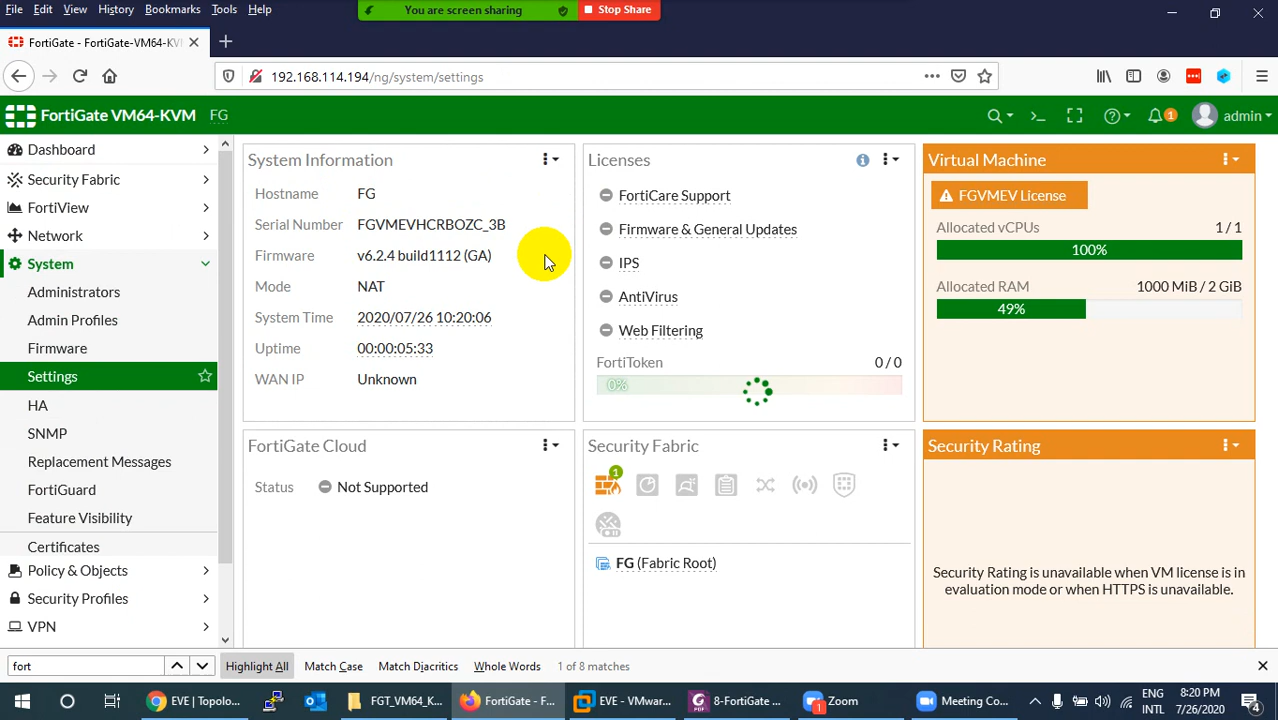 File Edit View History Bookmarks Tools Help
You are screen sharing Stop Share
FortiGate - FortiGate-VM64-KV
192.168.114.194/ng/system/settings
FortiGate VM64-KVM FG
1 admin
Dashboard
Security Fabric
FortiView
Network
System
Administrators
Admin Profiles
Firmware
Settings
HA
SNMP
Replacement Messages
FortiGuard
Feature Visibility
Certificates
Policy & Objects
Security Profiles
VPN
System Information
Hostname FG
Serial Number FGVMEVHCRBOZC_3B
Firmware v6.2.4 build1112 (GA)
Mode NAT
System Time 2020/07/26 10:20:06
Uptime 00:00:05:33
WAN IP Unknown
Licenses
FortiCare Support
Firmware & General Updates
IPS
AntiVirus
Web Filtering
FortiToken 0 / 0
0%
Virtual Machine
FGVMEV License
Allocated vCPUs 1 / 1
100%
Allocated RAM 1000 MiB / 2 GiB
49%
FortiGate Cloud
Status Not Supported
Security Fabric
1
FG (Fabric Root)
Security Rating
Security Rating is unavailable when VM license is in
evaluation mode or when HTTPS is unavailable.
fort Highlight All Match Case Match Diacritics Whole Words 1 of 8 matches
EVE | Topolo... FGT_VM64_K... FortiGate - F... EVE - VMwar... 8-FortiGate ... Zoom 1 Meeting Co... ENG 8:20 PM
INTL 7/26/2020 4